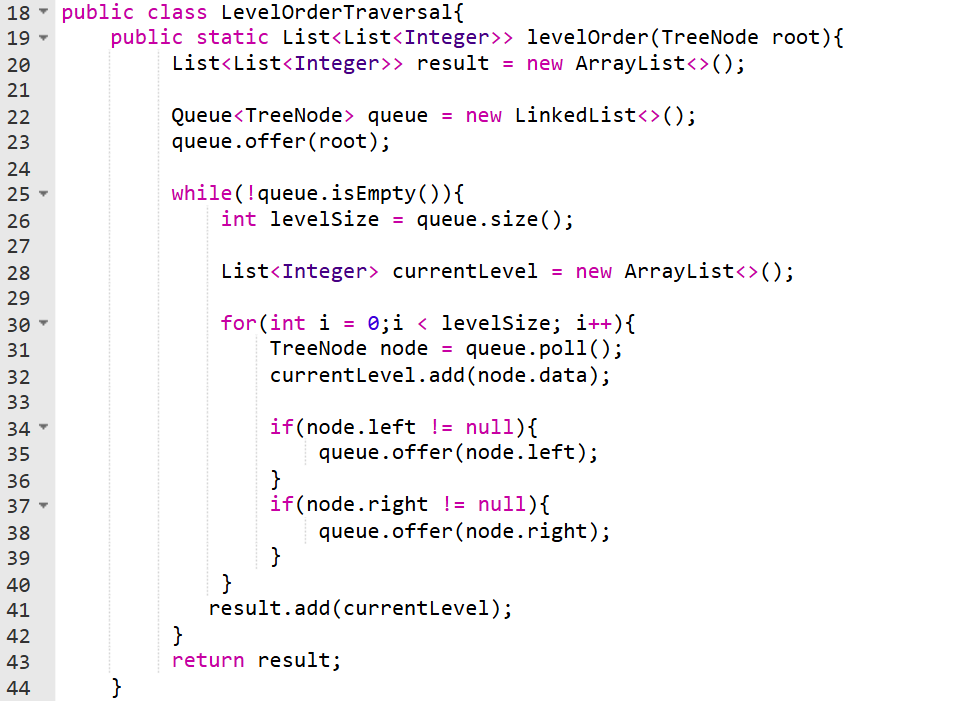 18 public class LevelOrderTraversal{
19     public static List<List<Integer>> levelOrder(TreeNode root){
20          List<List<Integer>> result = new ArrayList<>();
21
22          Queue<TreeNode> queue = new LinkedList<>();
23          queue.offer(root);
24
25          while(!queue.isEmpty()){
26              int levelSize = queue.size();
27
28              List<Integer> currentLevel = new ArrayList<>();
29
30              for(int i = 0;i < levelSize; i++){
31                  TreeNode node = queue.poll();
32                  currentLevel.add(node.data);
33
34                  if(node.left != null){
35                      queue.offer(node.left);
36                  }
37                  if(node.right != null){
38                      queue.offer(node.right);
39                  }
40              }
41             result.add(currentLevel);
42          }
43          return result;
44     }